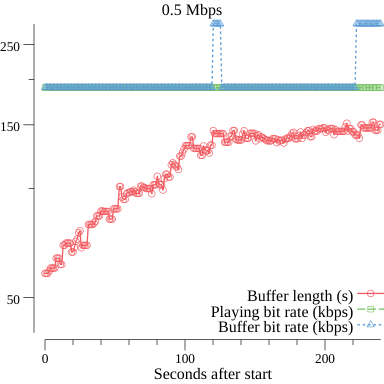 0.5 Mbps
250
150
50
Buffer length (s)
Playing bit rate (kbps)
Buffer bit rate (kbps)
0 100 200
Seconds after start